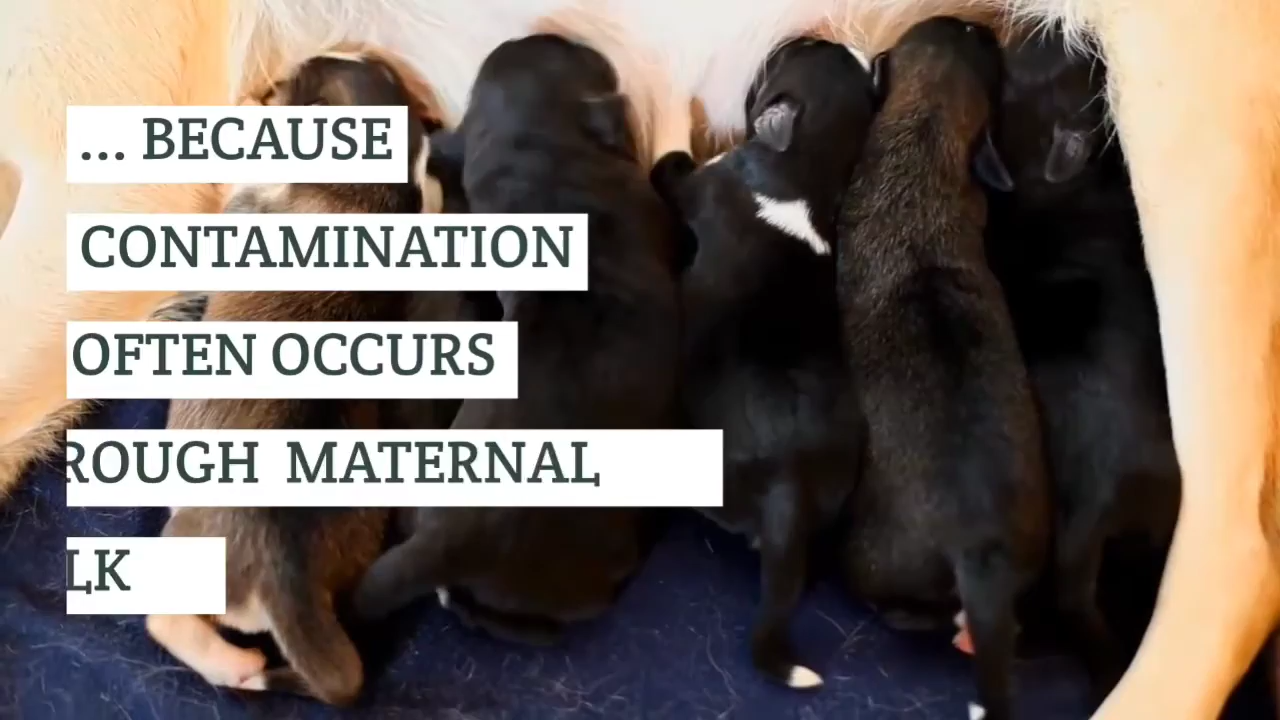 ... BECAUSE
CONTAMINATION
OFTEN OCCURS
ROUGH MATERNAL
LK